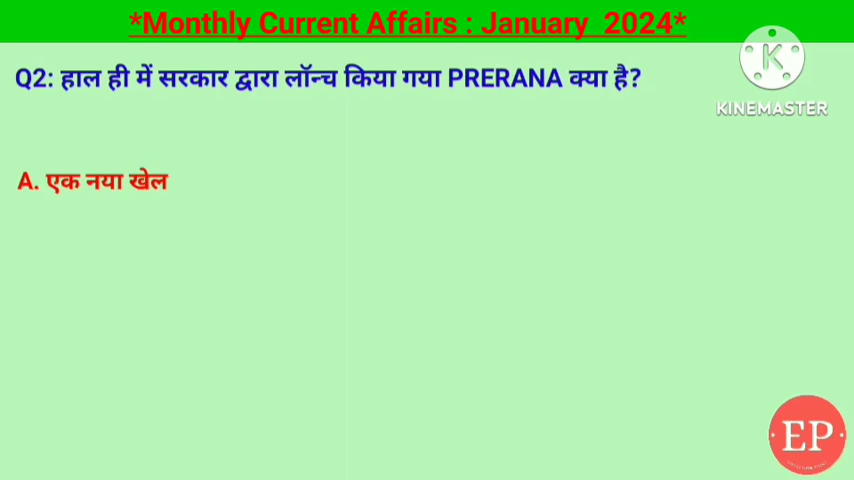 *Monthly Current Affairs : January 2024*
Q2: हाल ही में सरकार द्वारा लॉन्च किया गया PRERANA क्या है?
K
KINEMASTER
A. एक नया खेल
EP